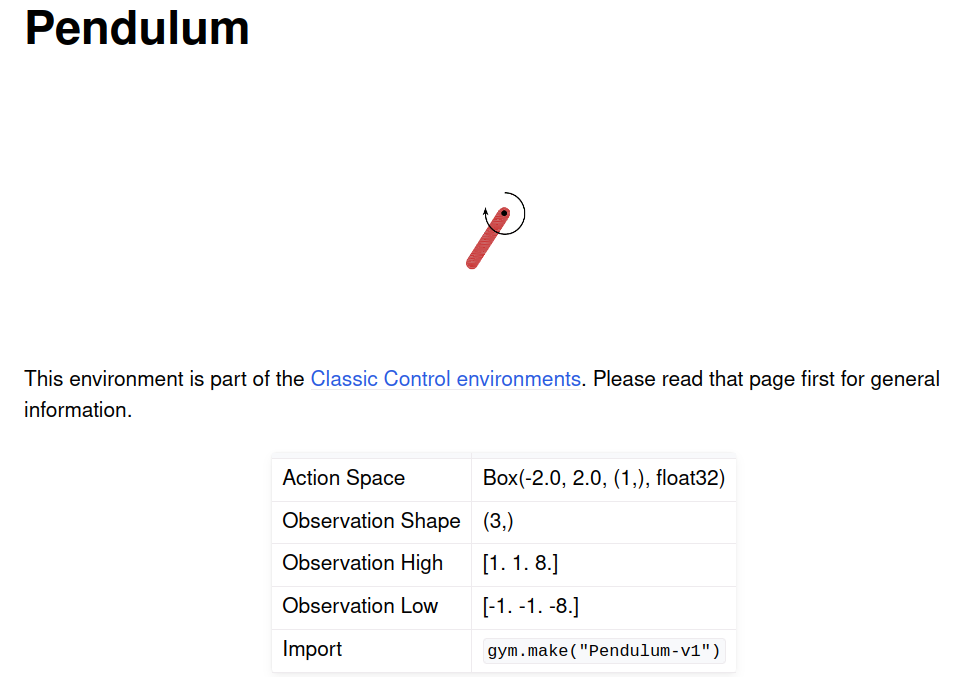 Pendulum
This environment is part of the Classic Control environments. Please read that page first for general
information.
Action Space Box(-2.0, 2.0, (1,), float32)
Observation Shape (3,)
Observation High [1. 1. 8.]
Observation Low [-1. -1. -8.]
Import gym.make("Pendulum-v1")